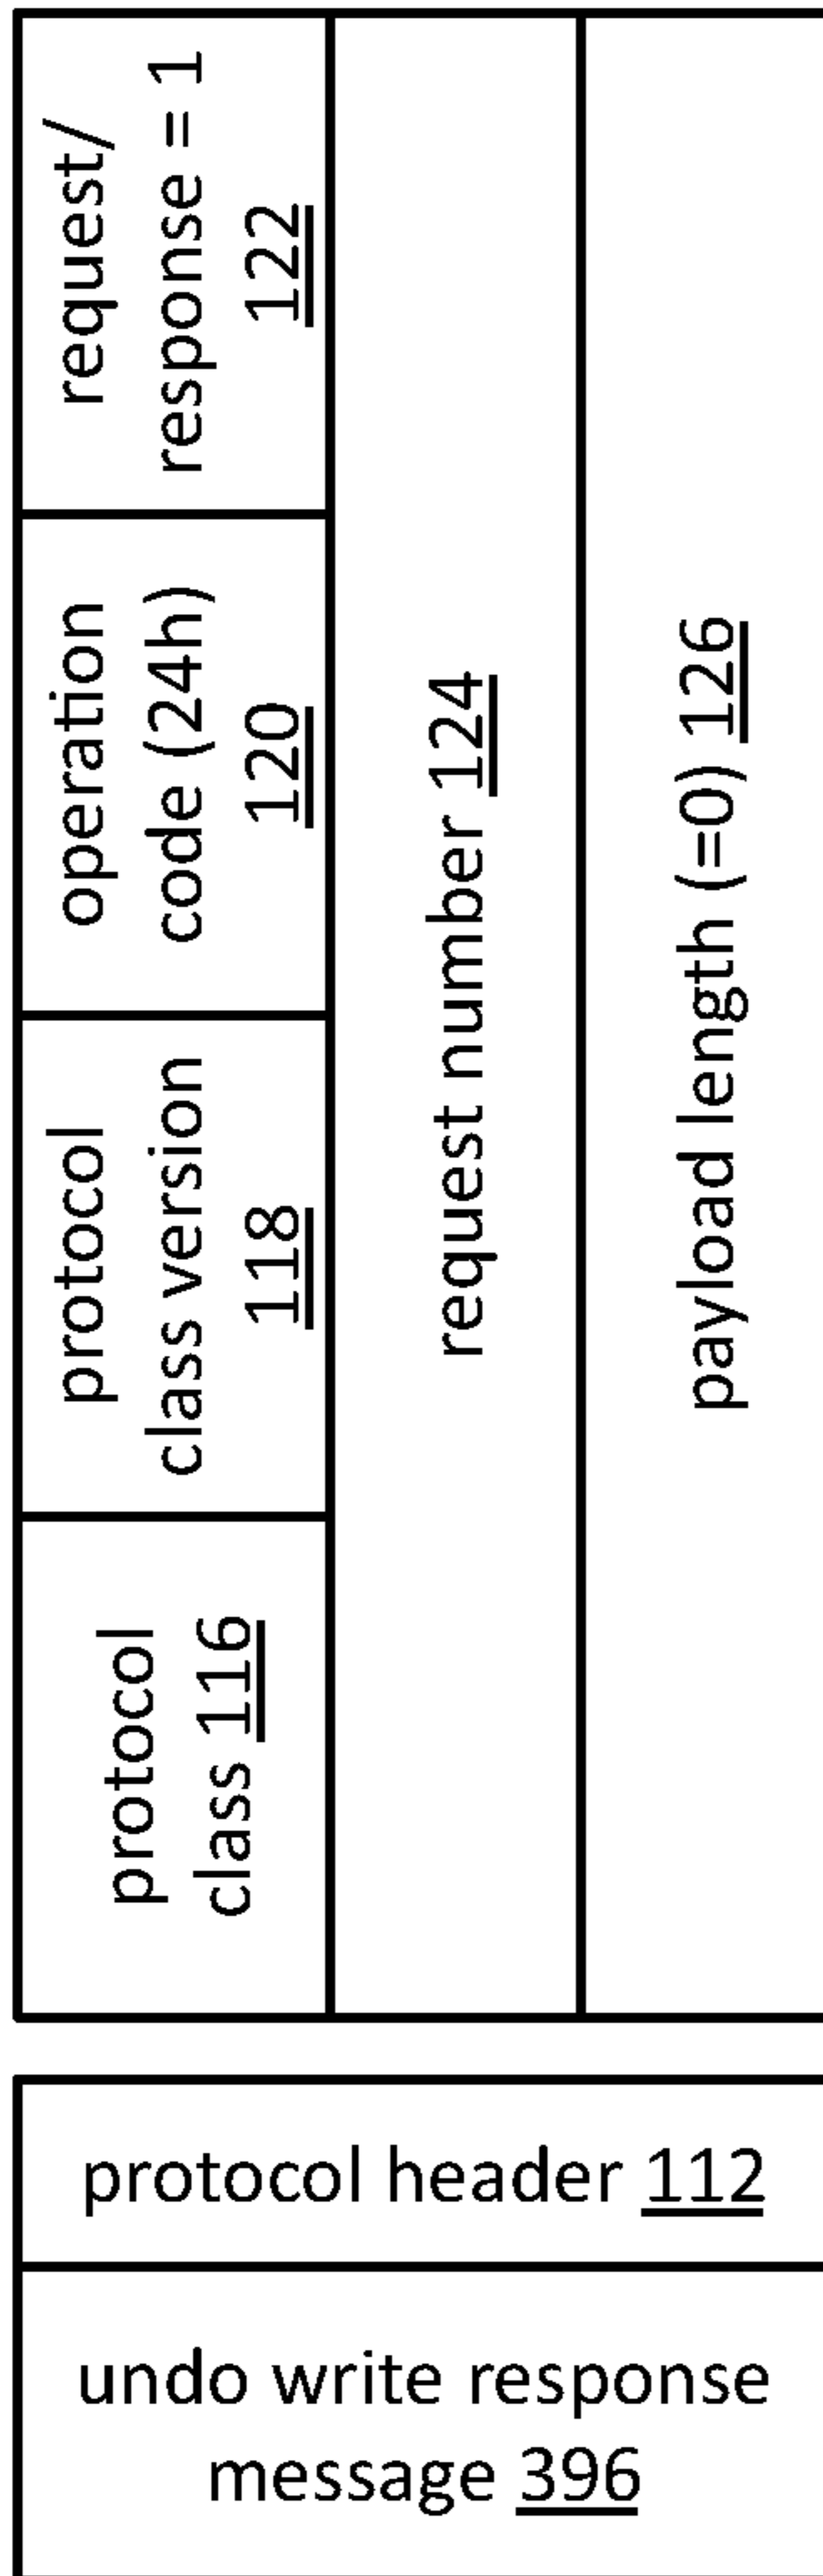 protocol
class 116
protocol
class version
118
operation
code (24h)
120
request/
response = 1
122
request number 124
payload length (=0) 126
protocol header 112
undo write response
message 396